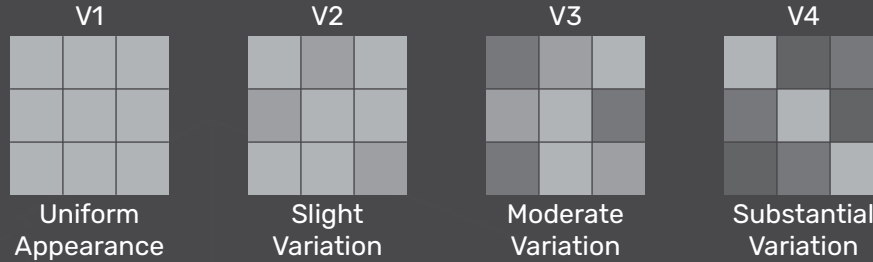 V1
V2
V3
V4
Uniform
Appearance
Slight
Variation
Moderate
Variation
Substantial
Variation